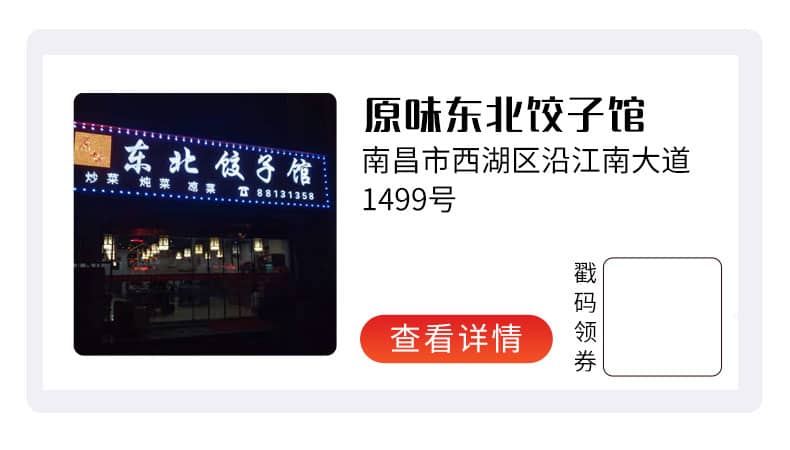 原味东北饺子馆
南昌市西湖区沿江南大道
1499号
东北饺子馆
炒菜 炖菜 凉菜 ☎88131358
查看详情
戳码领券